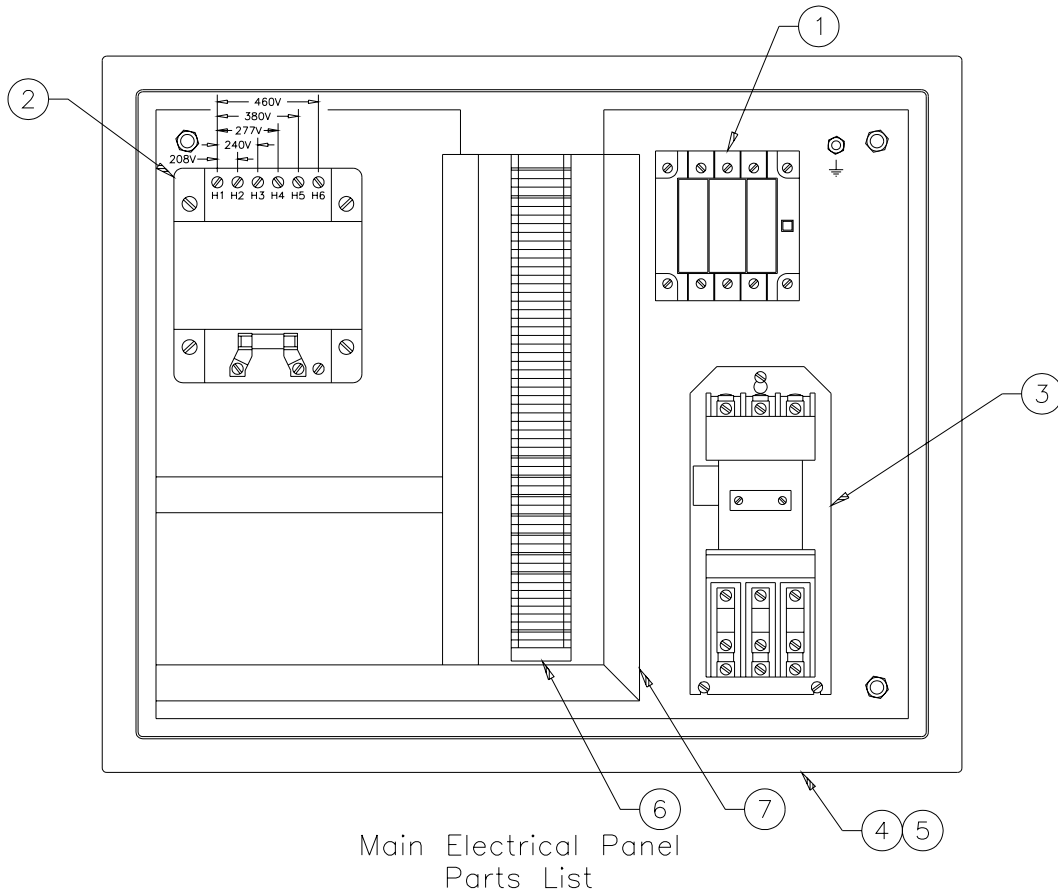 1
2
460V
380V
277V
240V
208V
H1 H2 H3 H4 H5 H6
3
6
7
4 5
Main Electrical Panel
Parts List